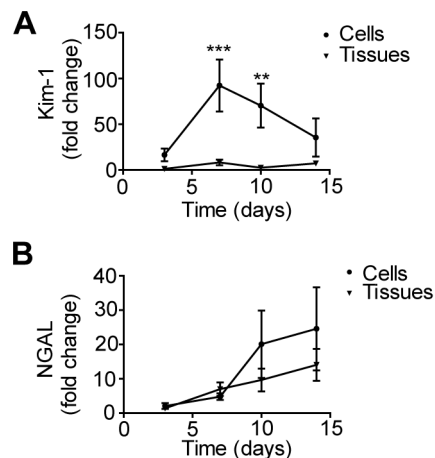 A
Cells
Tissues
Kim-1
(fold change)
150
100
50
0
***
**
0 5 10 15
Time (days)
B
Cells
Tissues
NGAL
(fold change)
40
30
20
10
0
0 5 10 15
Time (days)